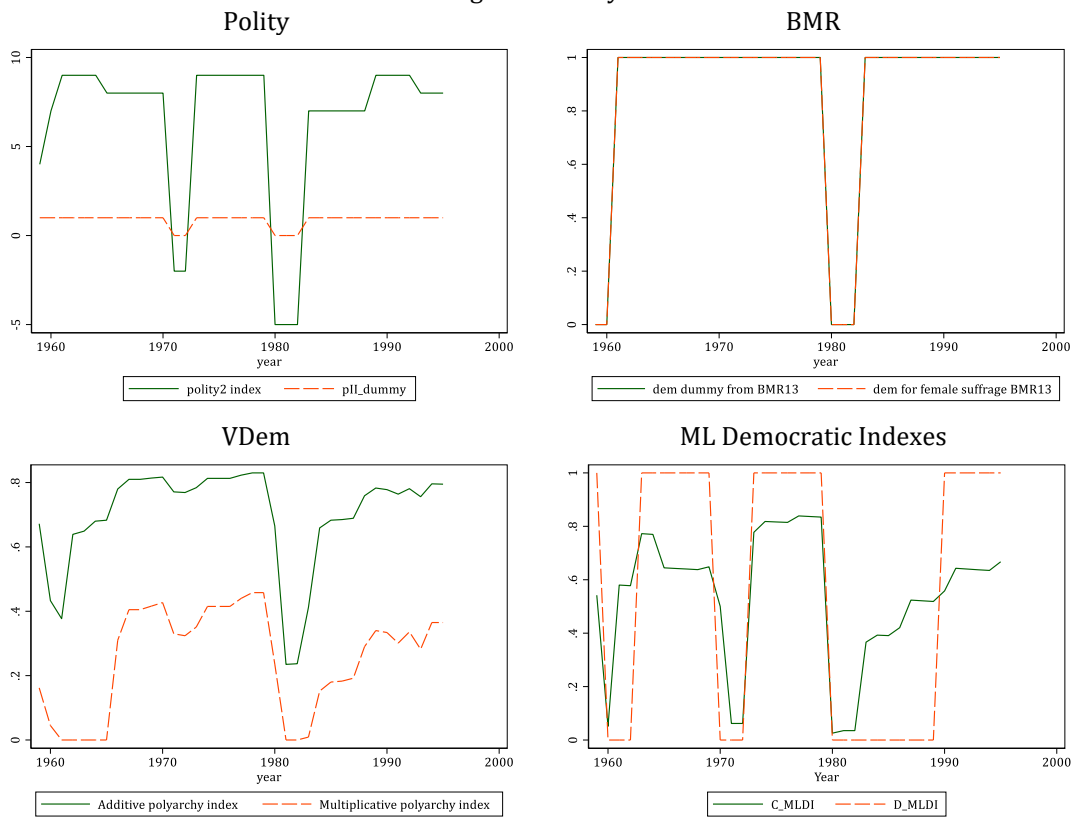 Polity
BMR
10
5
0
-5
1960
1970
1980
1990
2000
year
polity2 index
pII_dummy
1
.8
.6
.4
.2
0
1960
1970
1980
1990
2000
year
dem dummy from BMR13
dem for female suffrage BMR13
VDem
ML Democratic Indexes
.8
.6
.4
.2
0
1960
1970
1980
1990
2000
year
Additive polyarchy index
Multiplicative polyarchy index
1
.8
.6
.4
.2
0
1960
1970
1980
1990
2000
Year
C_MLDI
D_MLDI